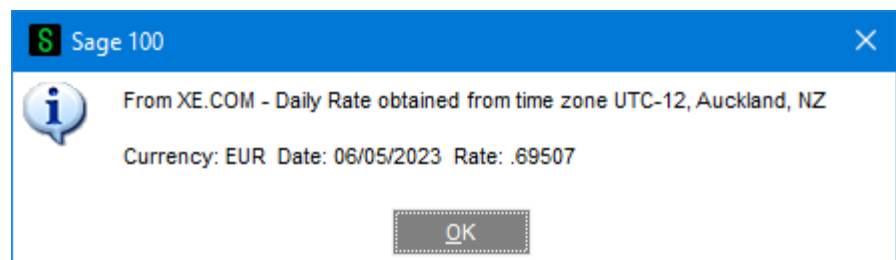 S Sage 100
From XE.COM - Daily Rate obtained from time zone UTC-12, Auckland, NZ
Currency: EUR Date: 06/05/2023 Rate: .69507
OK